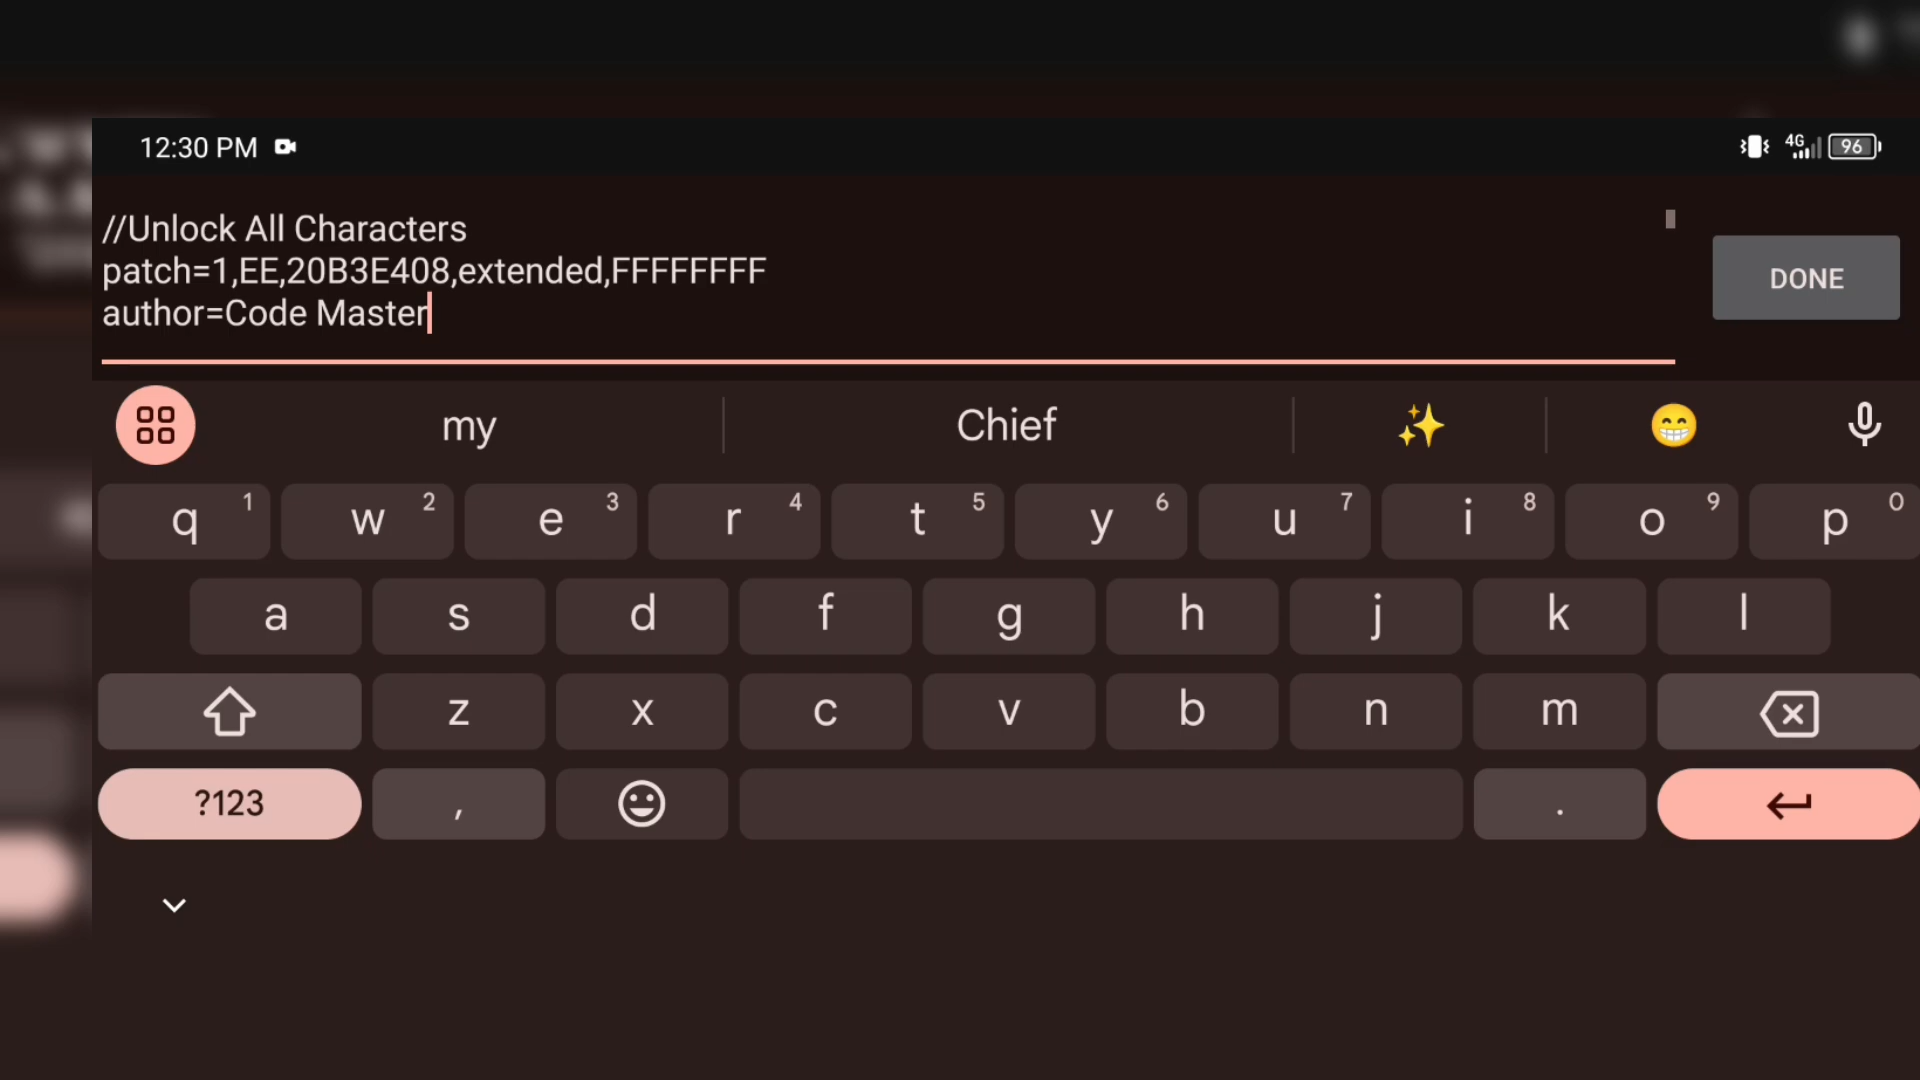 12:30 PM
4G
96
//Unlock All Characters
patch=1,EE,20B3E408,extended,FFFFFFFF
author=Code Master
DONE
my Chief ✨ 😁
q 1 w 2 e 3 r 4 t 5 y 6 u 7 i 8 o 9 p 0
a s d f g h j k l
z x c v b n m
?123 , .